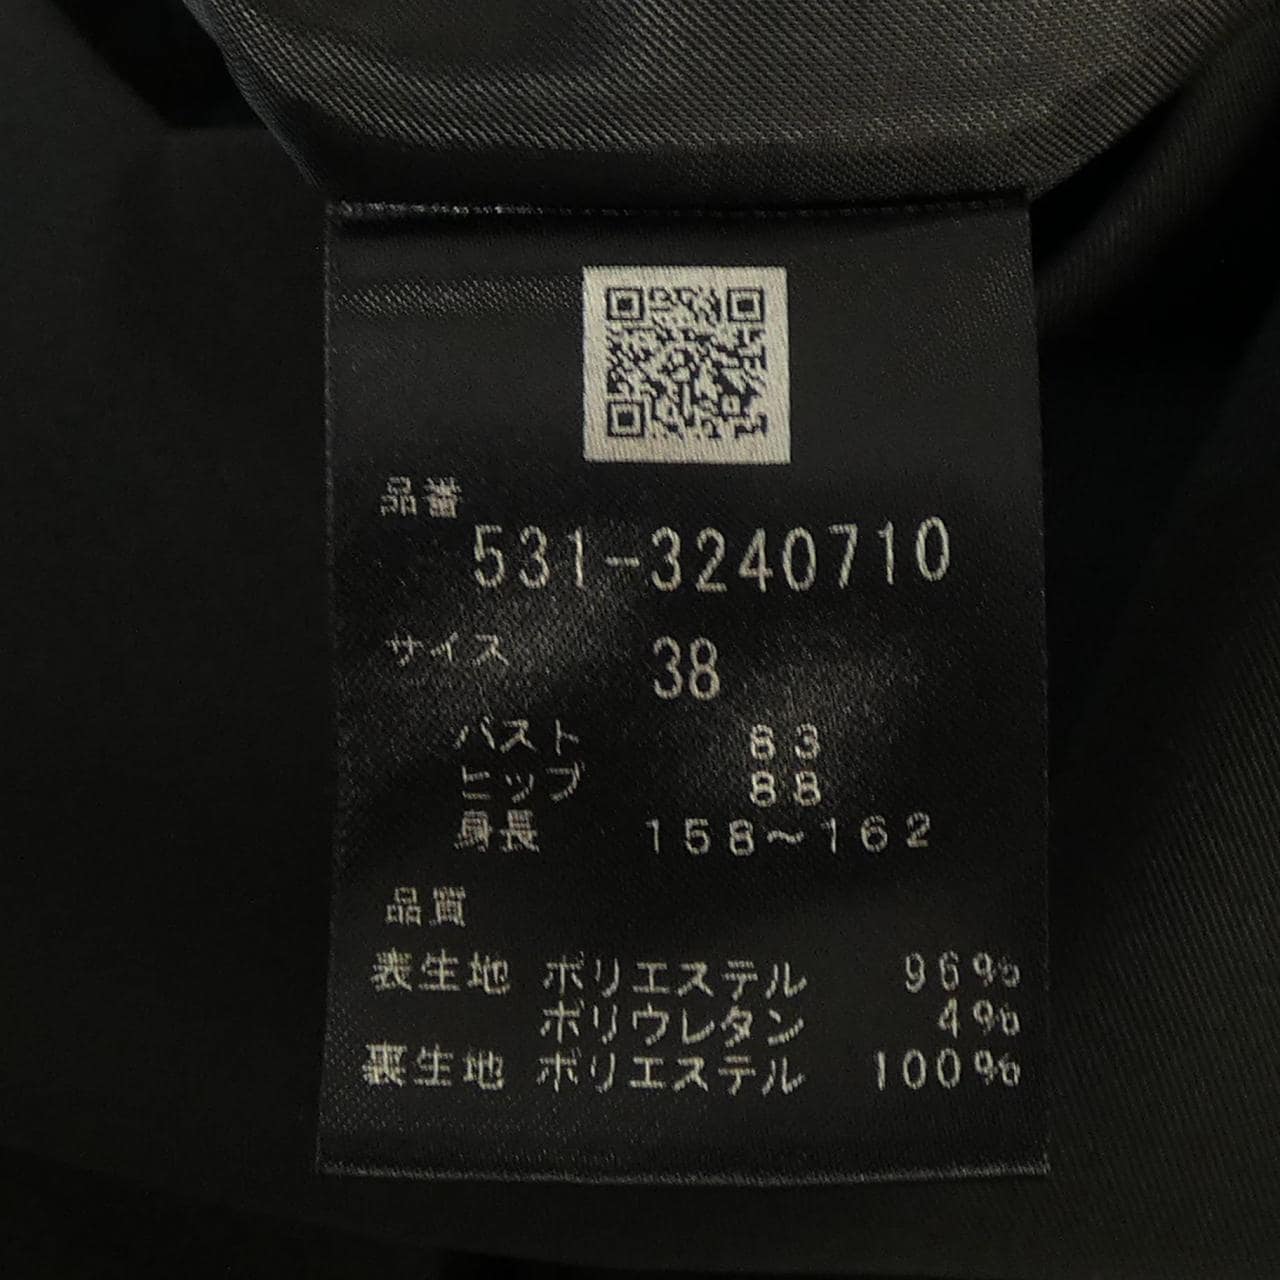 品番
531-3240710
サイズ 38
バスト 83
ヒップ 88
身長 158~162
品質
表生地 ポリエステル 96%
ポリウレタン 4%
裏生地 ポリエステル 100%